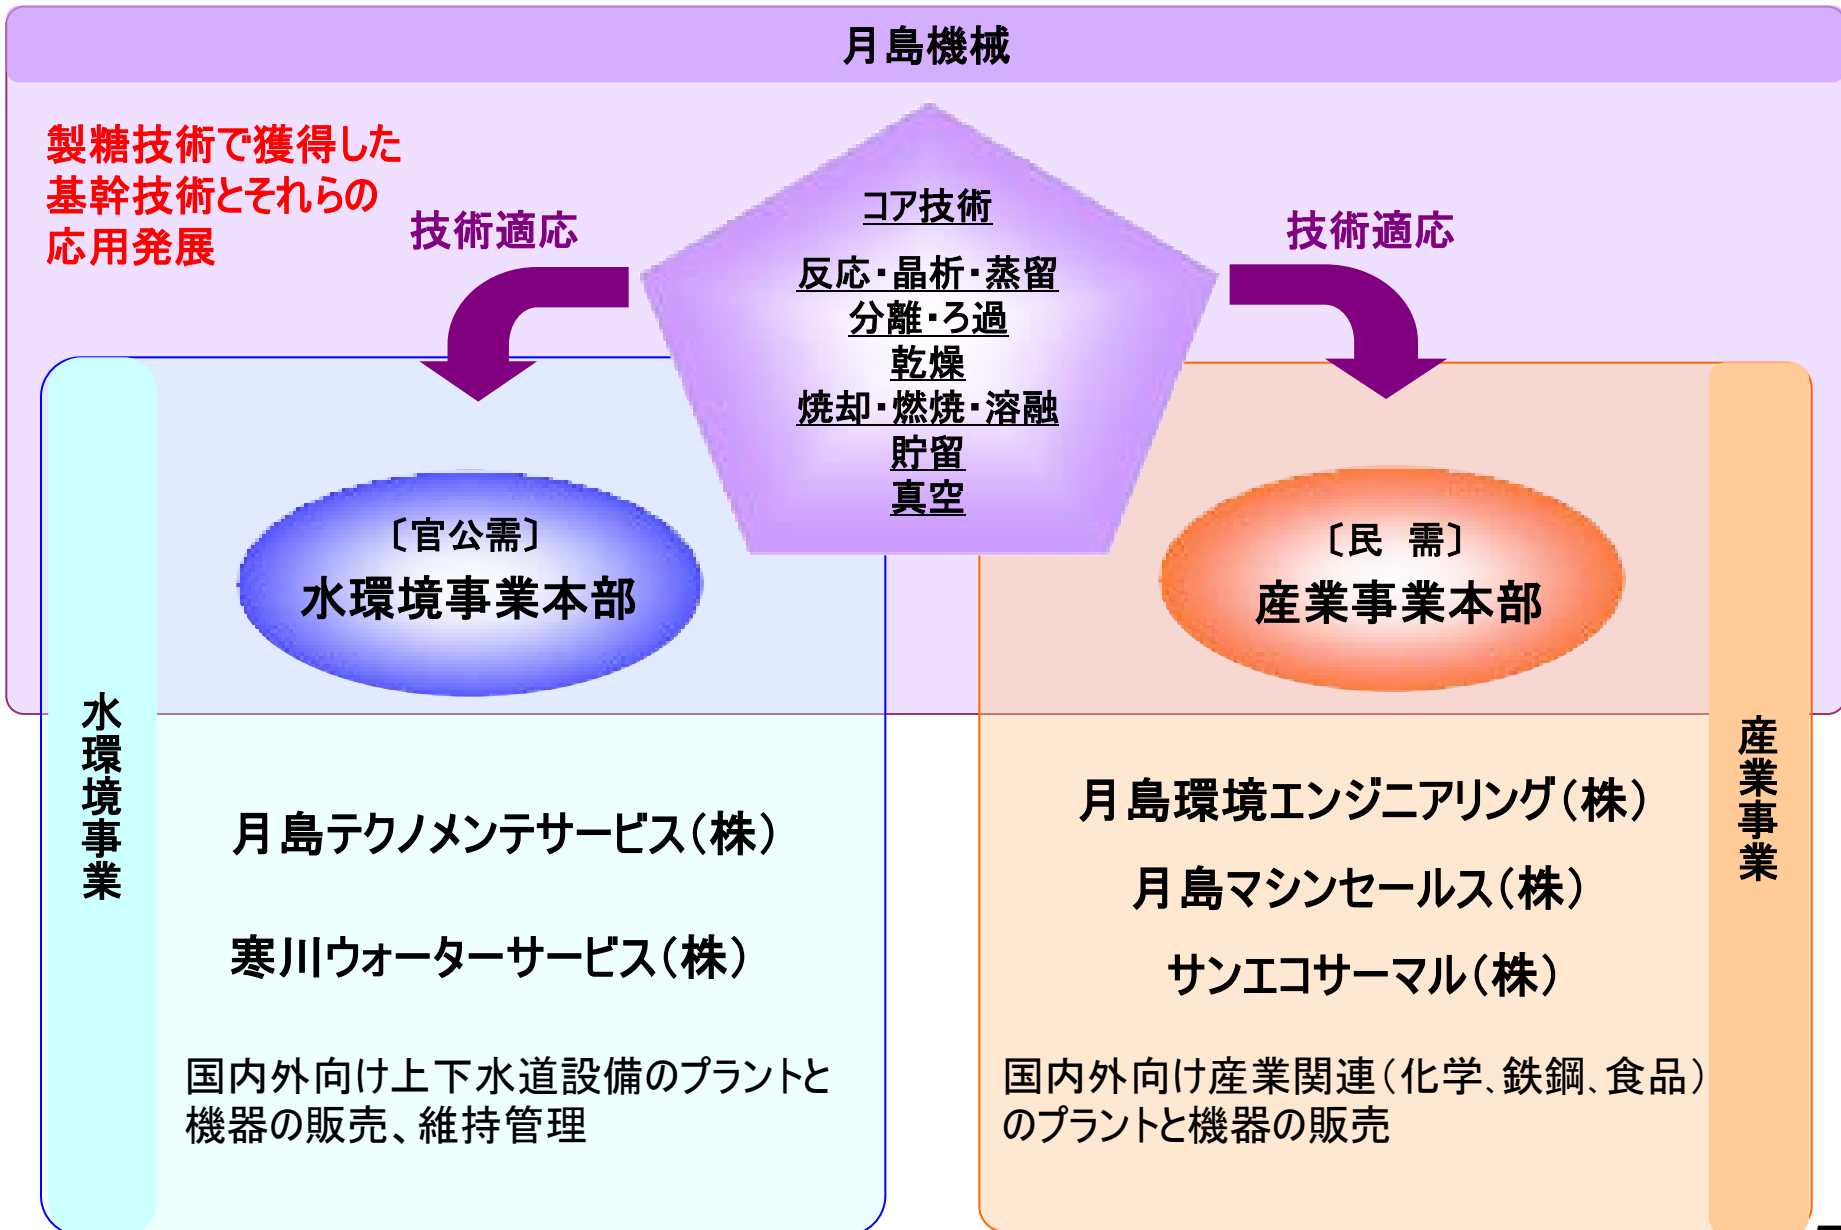 月島機械
製糖技術で獲得した
基幹技術とそれらの
応用発展
技術適応
コア技術
反応・晶析・蒸留
分離・ろ過
乾燥
焼却・燃焼・溶融
貯留
真空
技術適応
〔官公需〕
水環境事業本部
〔民　需〕
産業事業本部
水環境事業
月島テクノメンテサービス（株）
寒川ウォーターサービス（株）
国内外向け上下水道設備のプラントと
機器の販売、維持管理
産業事業
月島環境エンジニアリング（株）
月島マシンセールス（株）
サンエコサーマル（株）
国内外向け産業関連（化学、鉄鋼、食品）
のプラントと機器の販売